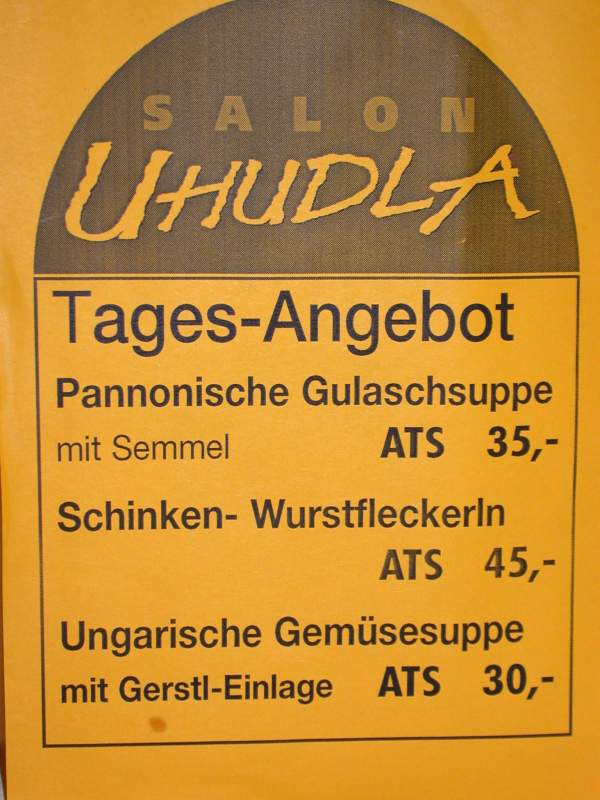 SALON
UHUDLA
Tages-Angebot
Pannonische Gulaschsuppe
mit Semmel ATS 35,-
Schinken- Wurstfleckerln
ATS 45,-
Ungarische Gemüsesuppe
mit Gerstl-Einlage ATS 30,-